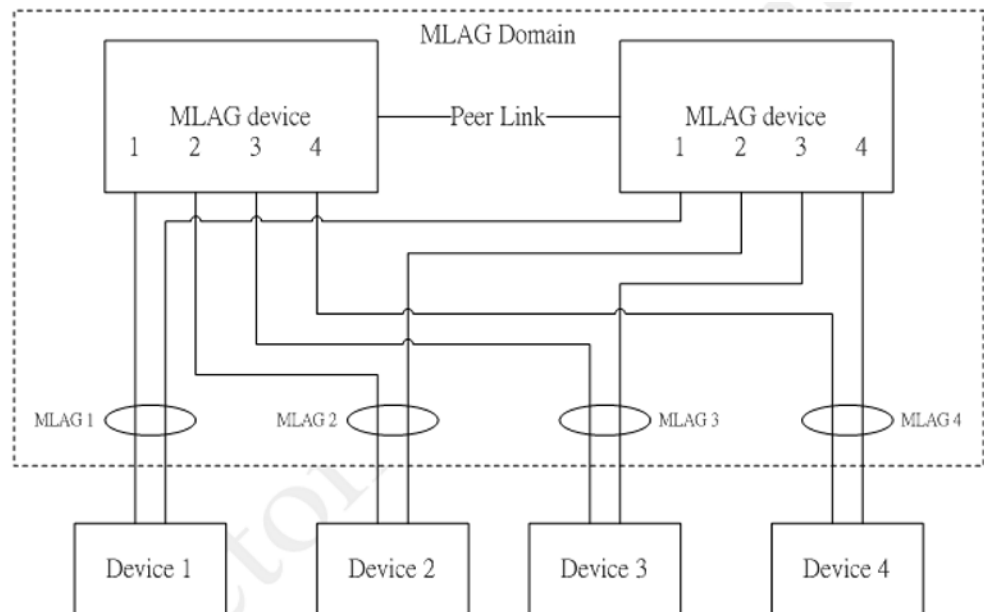 MLAG Domain
MLAG device
Peer Link
MLAG device
1 2 3 4
1 2 3 4
MLAG 1
MLAG 2
MLAG 3
MLAG 4
Device 1
Device 2
Device 3
Device 4